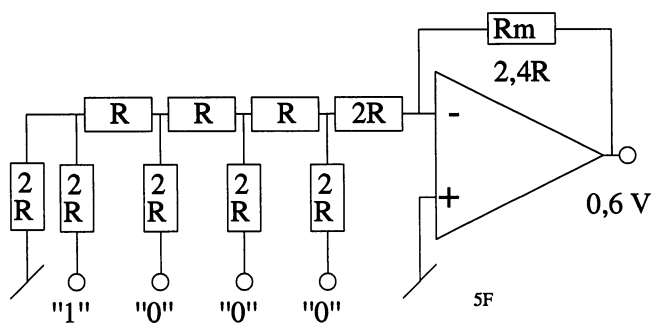 Rm
2,4R
R R R 2R
-
2 2 2 2 2
R R R R R
+
0,6 V
"1" "0" "0" "0"
5F